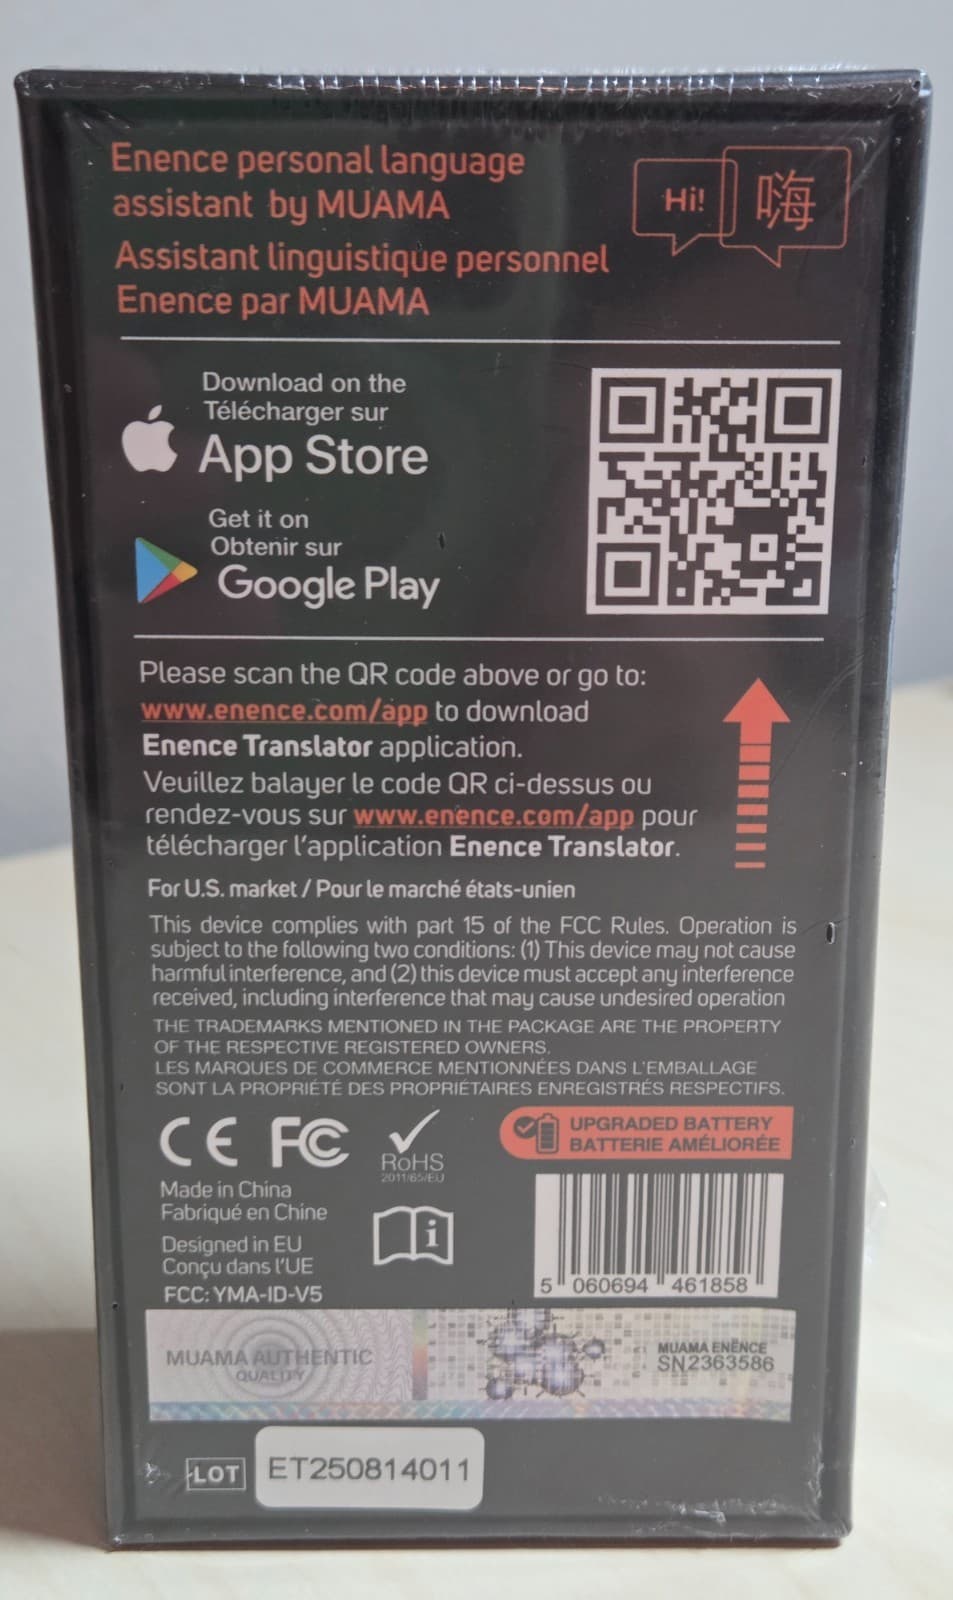 Enence personal language
assistant by MUAMA
Hi!
嗨
Assistant linguistique personnel
Enence par MUAMA
Download on the
Télécharger sur
App Store
Get it on
Obtenir sur
Google Play
Please scan the QR code above or go to:
www.enence.com/app to download
Enence Translator application.
Veuillez balayer le code QR ci-dessus ou
rendez-vous sur www.enence.com/app pour
télécharger l'application Enence Translator.
For U.S. market / Pour le marché états-unien
This device complies with part 15 of the FCC Rules. Operation is
subject to the following two conditions: (1) This device may not cause
harmful interference, and (2) this device must accept any interference
received, including interference that may cause undesired operation
THE TRADEMARKS MENTIONED IN THE PACKAGE ARE THE PROPERTY
OF THE RESPECTIVE REGISTERED OWNERS.
LES MARQUES DE COMMERCE MENTIONNÉES DANS L'EMBALLAGE
SONT LA PROPRIÉTÉ DES PROPRIÉTAIRES ENREGISTRÉS RESPECTIFS.
CE FC
RoHS
2011/65/EU
UPGRADED BATTERY
BATTERIE AMÉLIORÉE
Made in China
Fabriqué en Chine
Designed in EU
Conçu dans l'UE
FCC: YMA-ID-V5
i
5 060694 461858
MUAMA AUTHENTIC
QUALITY
MUAMA ENENCE
SN2363586
LOT
ET250814011